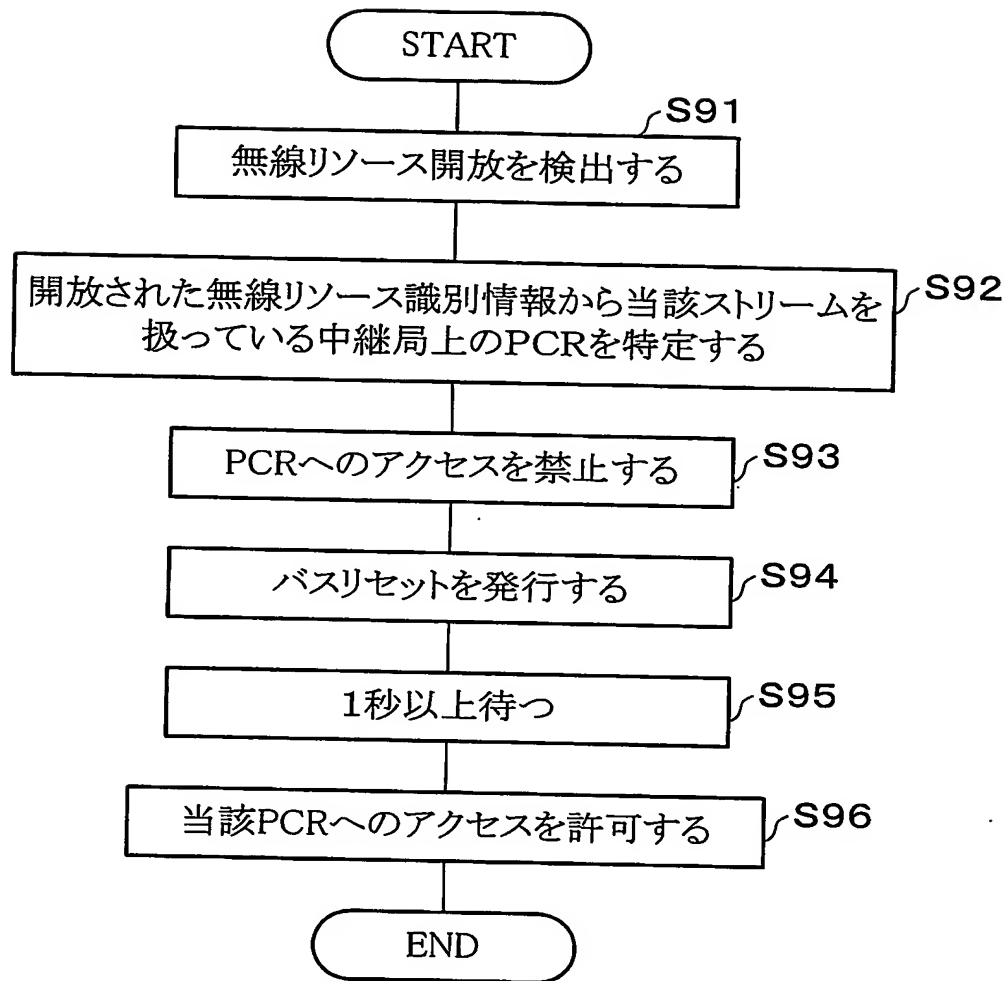 START
S91
無線リソース開放を検出する
S92
開放された無線リソース識別情報から当該ストリームを
扱っている中継局上のPCRを特定する
S93
PCRへのアクセスを禁止する
S94
バスリセットを発行する
S95
1秒以上待つ
S96
当該PCRへのアクセスを許可する
END